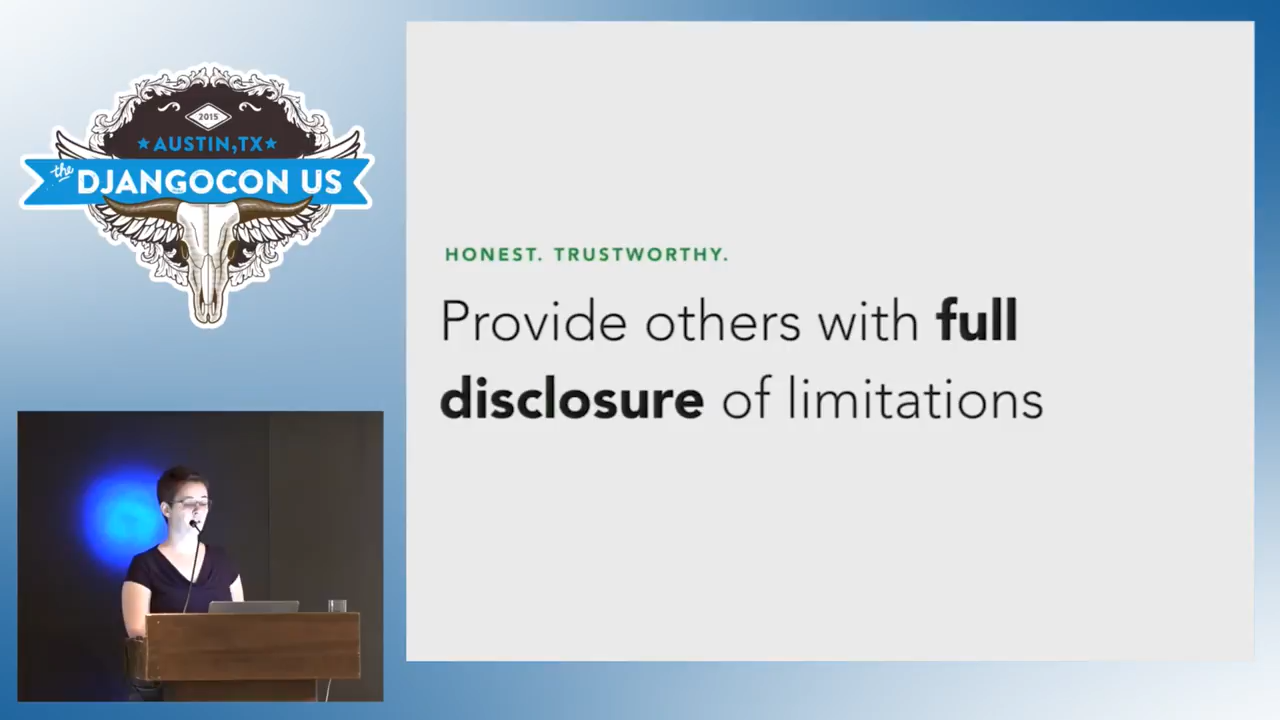 2015
AUSTIN, TX
the DJANGOCON US
HONEST. TRUSTWORTHY.
Provide others with full
disclosure of limitations